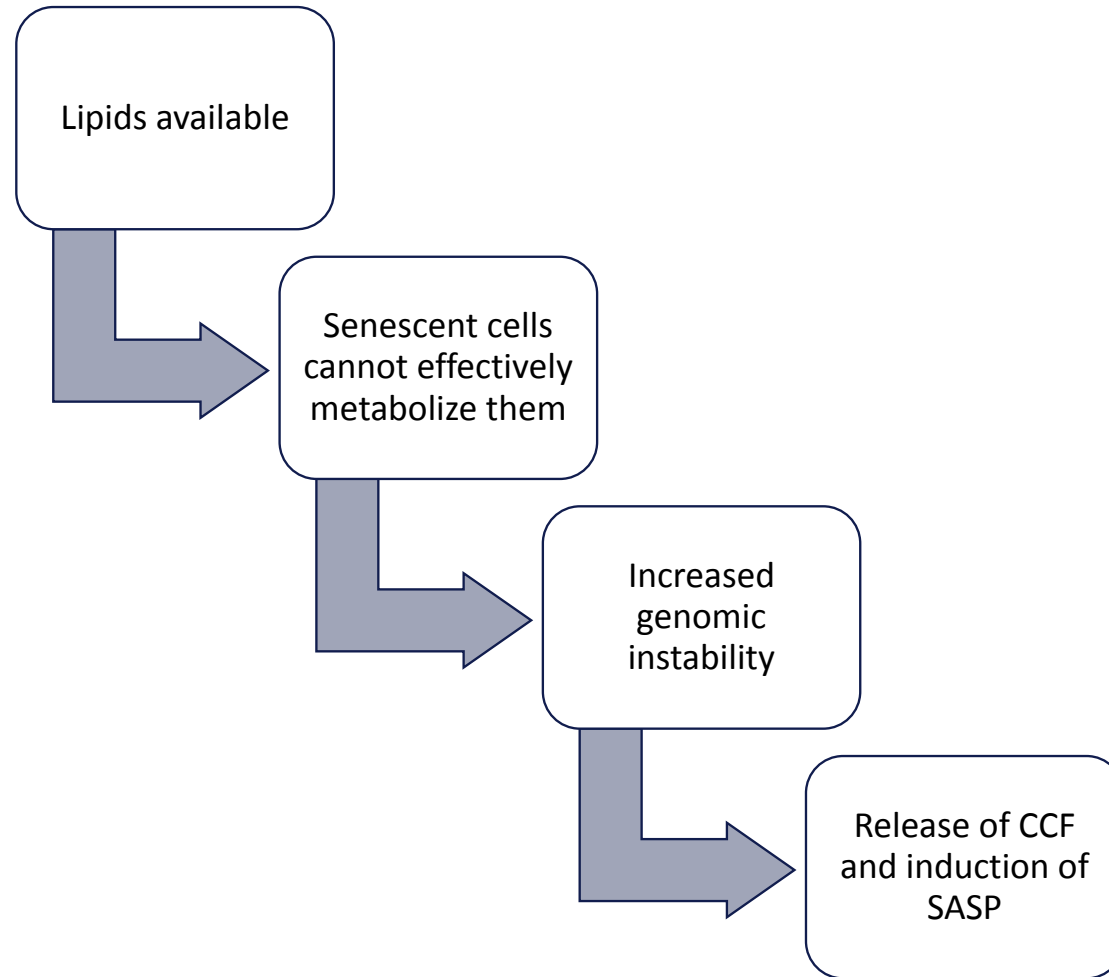 Lipids available
Senescent cells
cannot effectively
metabolize them
Increased
genomic
instability
Release of CCF
and induction of
SASP